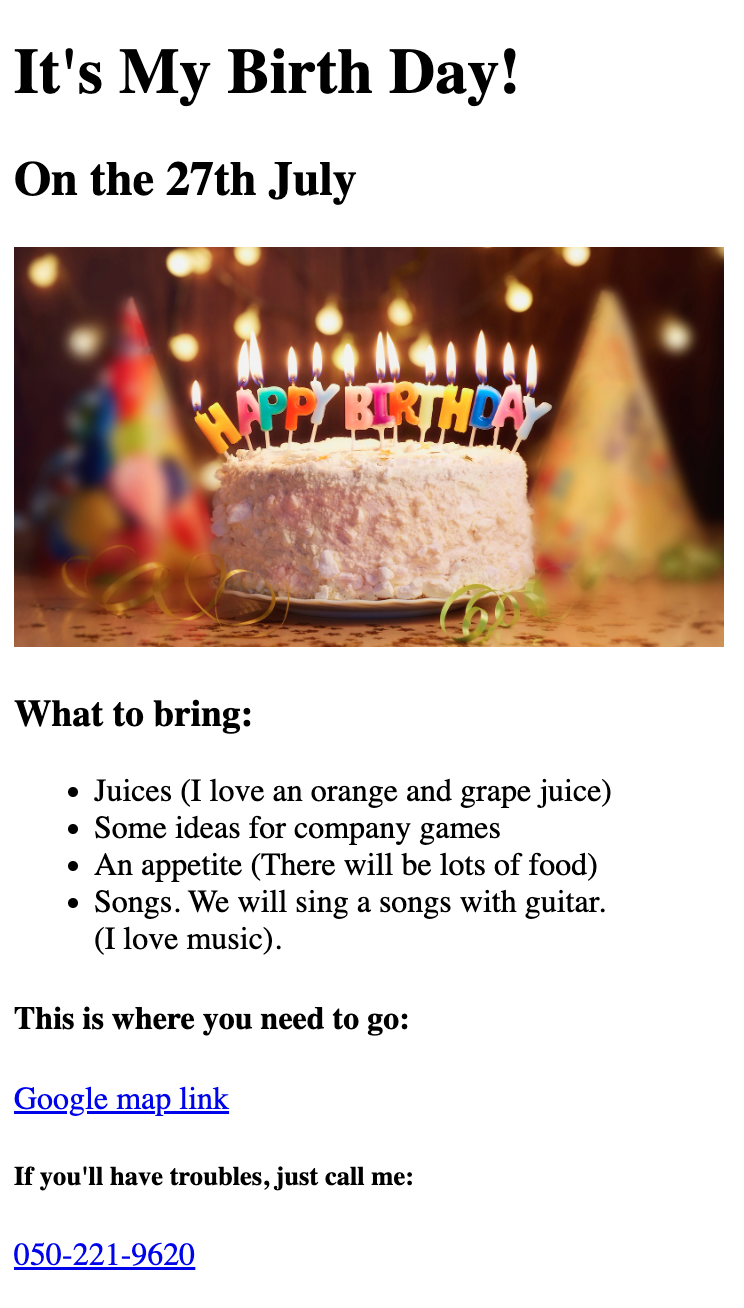 It's My Birth Day!
On the 27th July
HAPPY BIRTHDAY
What to bring:
Juices (I love an orange and grape juice)
Some ideas for company games
An appetite (There will be lots of food)
Songs. We will sing a songs with guitar.
(I love music).
This is where you need to go:
Google map link
If you'll have troubles, just call me:
050-221-9620